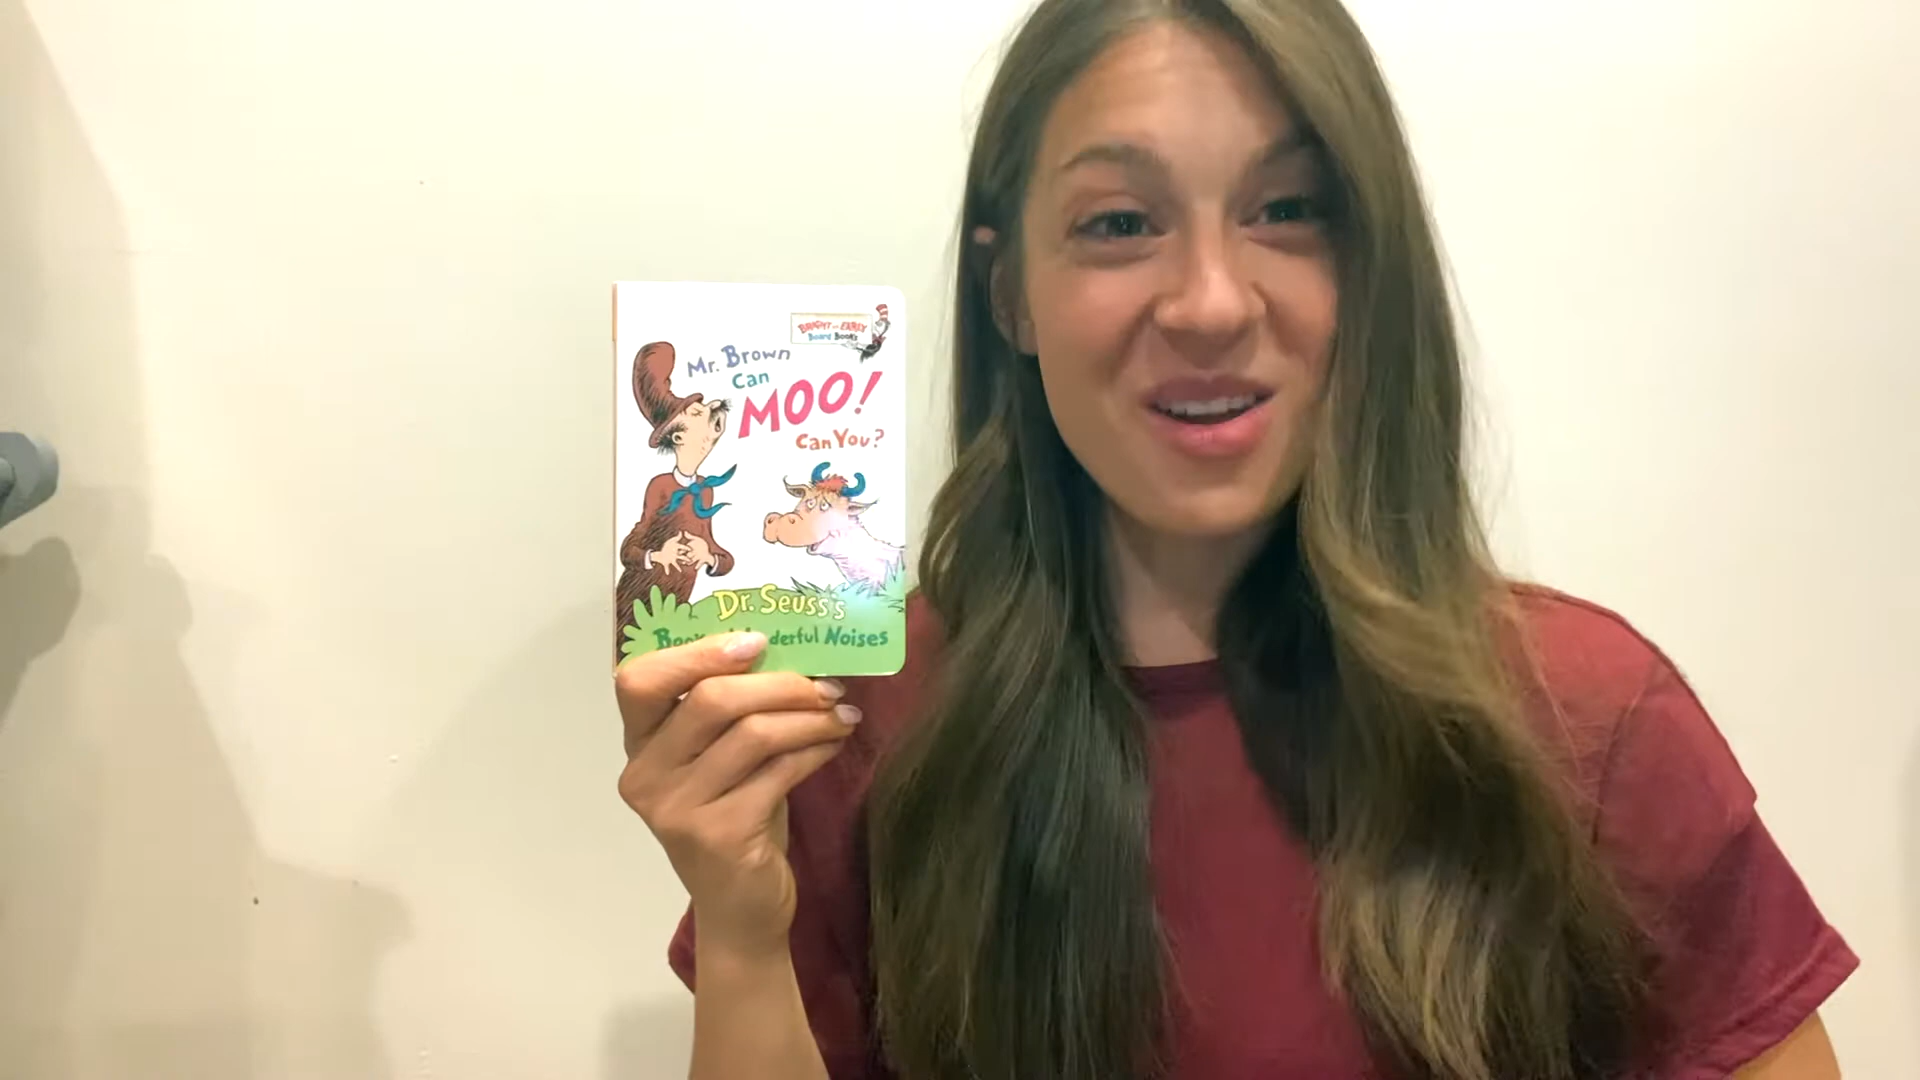 BRIGHT and EARLY
Board Books
Mr. Brown
Can
MOO!
Can You?
Dr. Seuss's
Noises